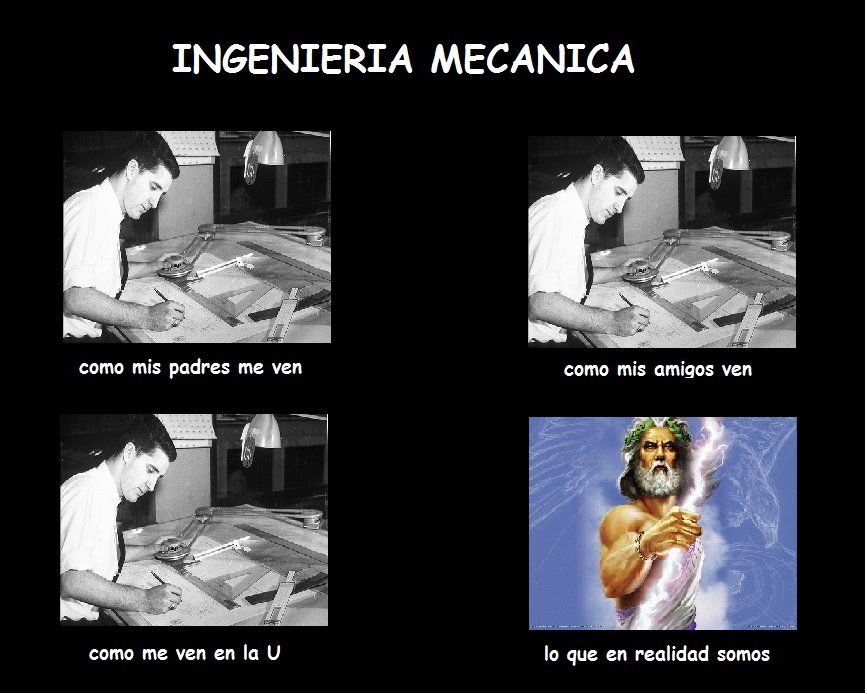 INGENIERIA MECANICA
como mis padres me ven
como mis amigos ven
como me ven en la U
lo que en realidad somos